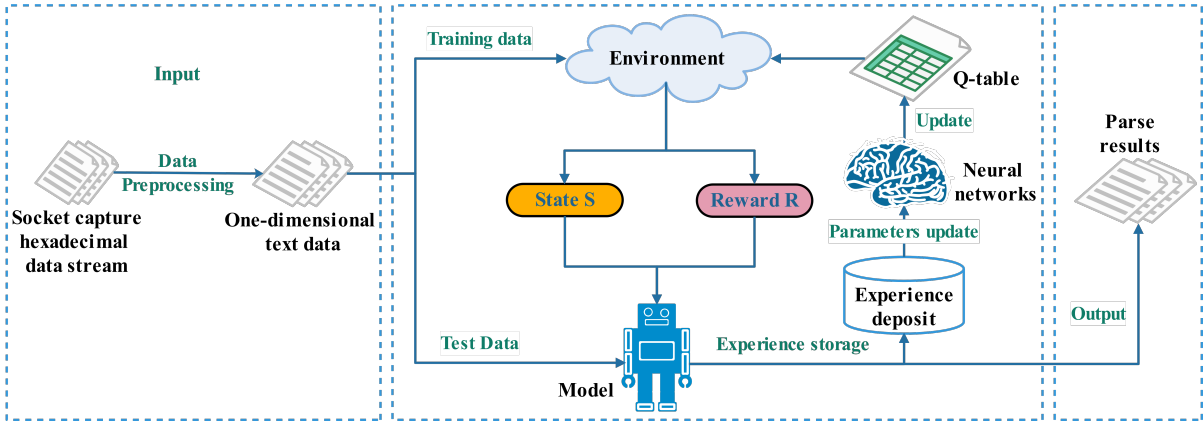 Input
Socket capture
hexadecimal
data stream
Data
Preprocessing
One-dimensional
text data
Training data
Test Data
Environment
State S
Reward R
Model
Experience storage
Experience
deposit
Parameters update
Neural
networks
Update
Q-table
Output
Parse
results